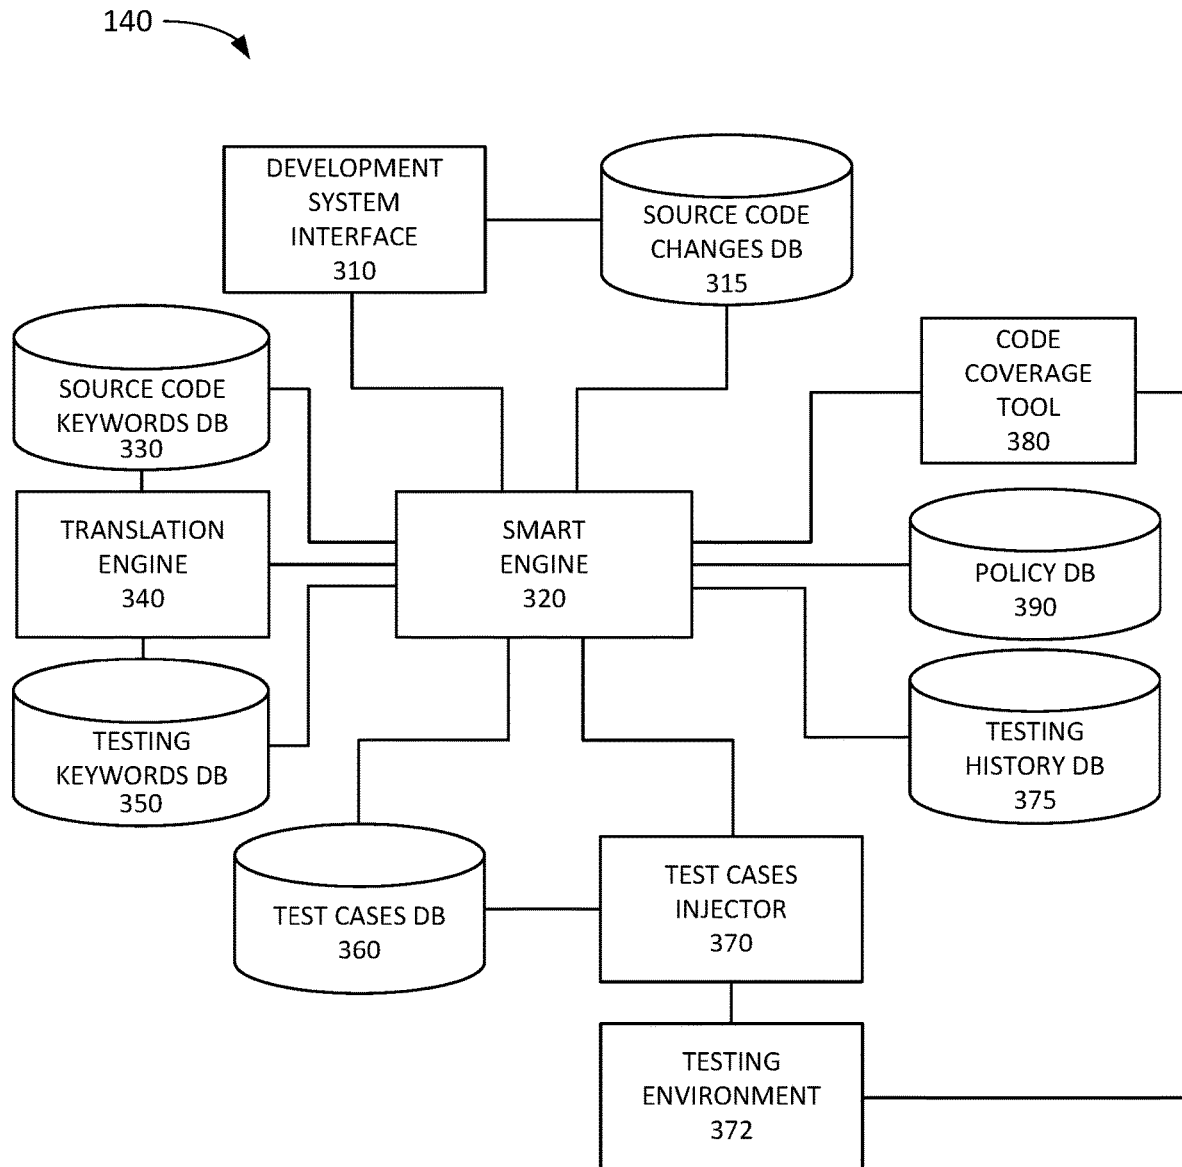 140
DEVELOPMENT
SYSTEM
INTERFACE
310
SOURCE CODE
CHANGES DB
315
SOURCE CODE
KEYWORDS DB
330
CODE
COVERAGE
TOOL
380
TRANSLATION
ENGINE
340
SMART
ENGINE
320
POLICY DB
390
TESTING
KEYWORDS DB
350
TESTING
HISTORY DB
375
TEST CASES DB
360
TEST CASES
INJECTOR
370
TESTING
ENVIRONMENT
372